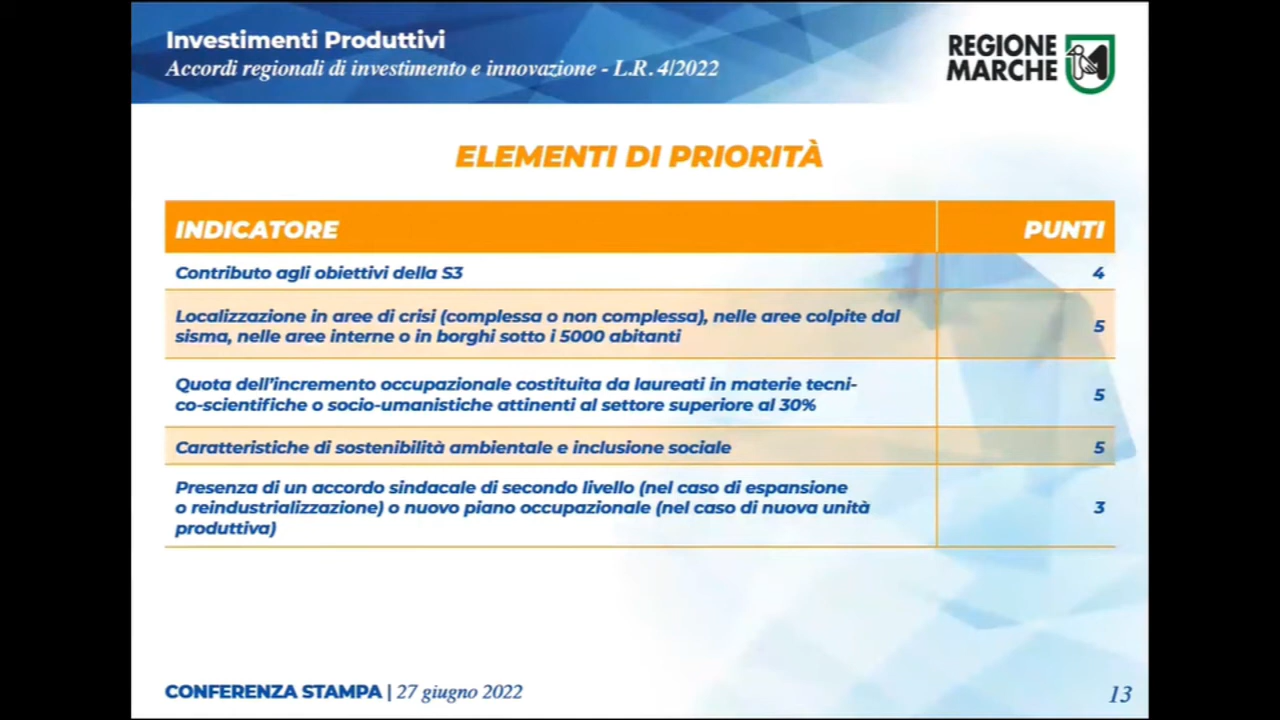 Investimenti Produttivi
Accordi regionali di investimento e innovazione - L.R. 4/2022
REGIONE
MARCHE
ELEMENTI DI PRIORITÀ
INDICATORE PUNTI
Contributo agli obiettivi della S3 4
Localizzazione in aree di crisi (complessa o non complessa), nelle aree colpite dal
sisma, nelle aree interne o in borghi sotto i 5000 abitanti 5
Quota dell'incremento occupazionale costituita da laureati in materie tecni-
co-scientifiche o socio-umanistiche attinenti al settore superiore al 30% 5
Caratteristiche di sostenibilità ambientale e inclusione sociale 5
Presenza di un accordo sindacale di secondo livello (nel caso di espansione
o reindustrializzazione) o nuovo piano occupazionale (nel caso di nuova unità 3
produttiva)
CONFERENZA STAMPA | 27 giugno 2022 13